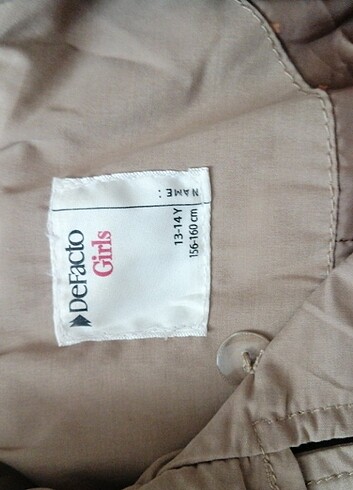 DeFacto
Girls
13-14 Y
156-160 cm
NAME :